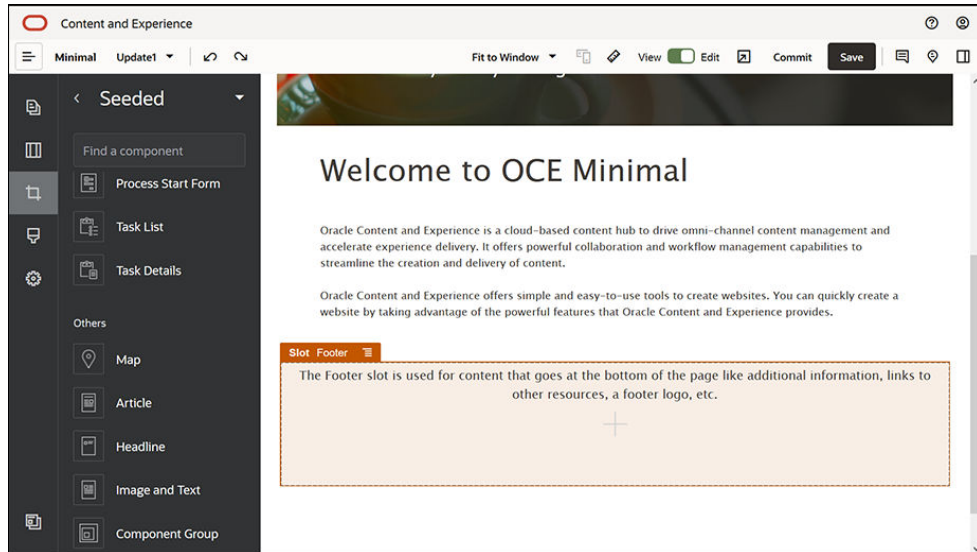 Content and Experience
Minimal Update1 Fit to Window View Edit Commit Save
Seeded
Find a component
Process Start Form
Task List
Task Details
Others
Map
Article
Headline
Image and Text
Component Group
Welcome to OCE Minimal
Oracle Content and Experience is a cloud-based content hub to drive omni-channel content management and
accelerate experience delivery. It offers powerful collaboration and workflow management capabilities to
streamline the creation and delivery of content.
Oracle Content and Experience offers simple and easy-to-use tools to create websites. You can quickly create a
website by taking advantage of the powerful features that Oracle Content and Experience provides.
Slot Footer
The Footer slot is used for content that goes at the bottom of the page like additional information, links to
other resources, a footer logo, etc.